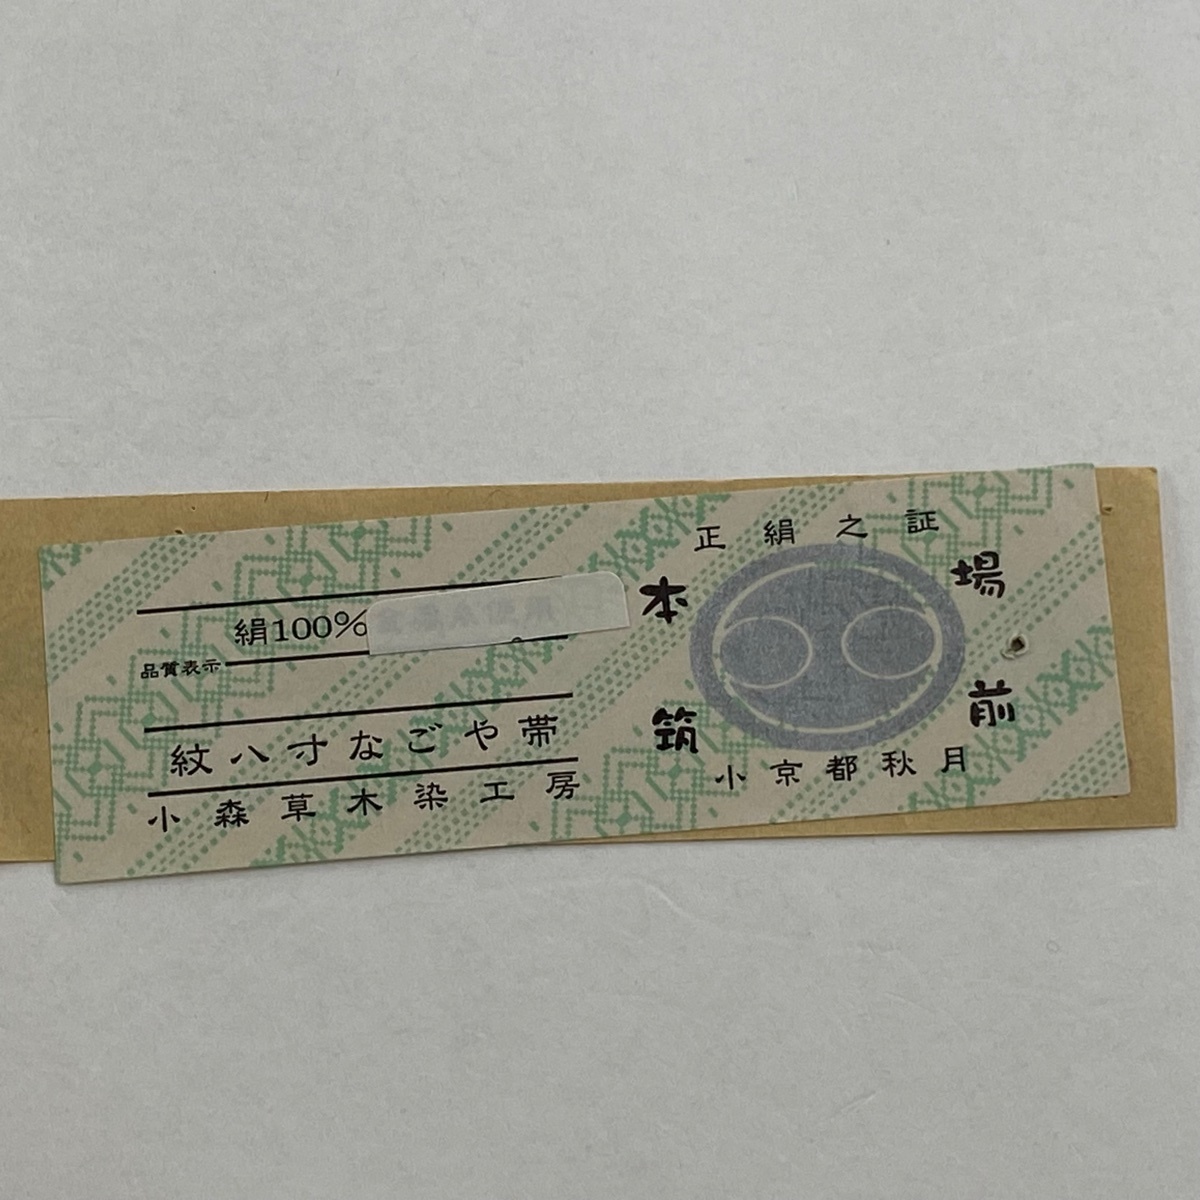 絹100%
品質表示
紋八寸なごや帯
小森草木染工房
正絹之証
本場
筑前
小京都秋月